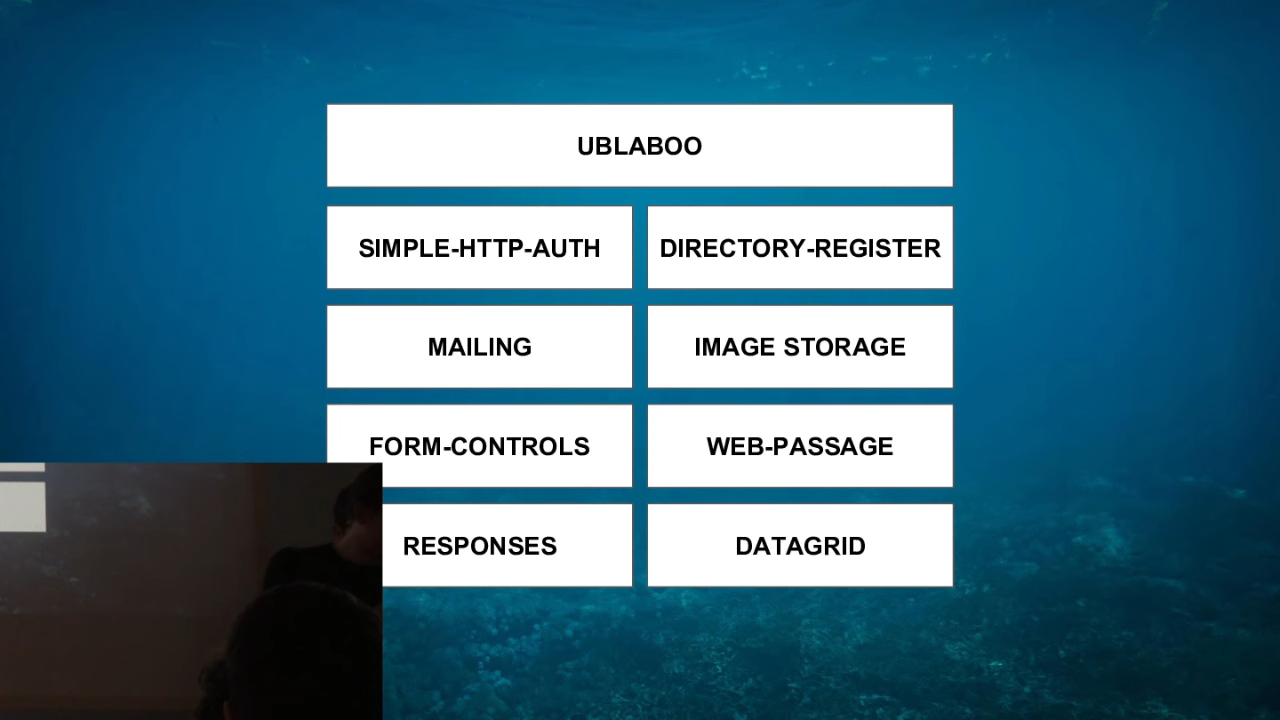 UBLABOO
SIMPLE-HTTP-AUTH
DIRECTORY-REGISTER
MAILING
IMAGE STORAGE
FORM-CONTROLS
WEB-PASSAGE
RESPONSES
DATAGRID